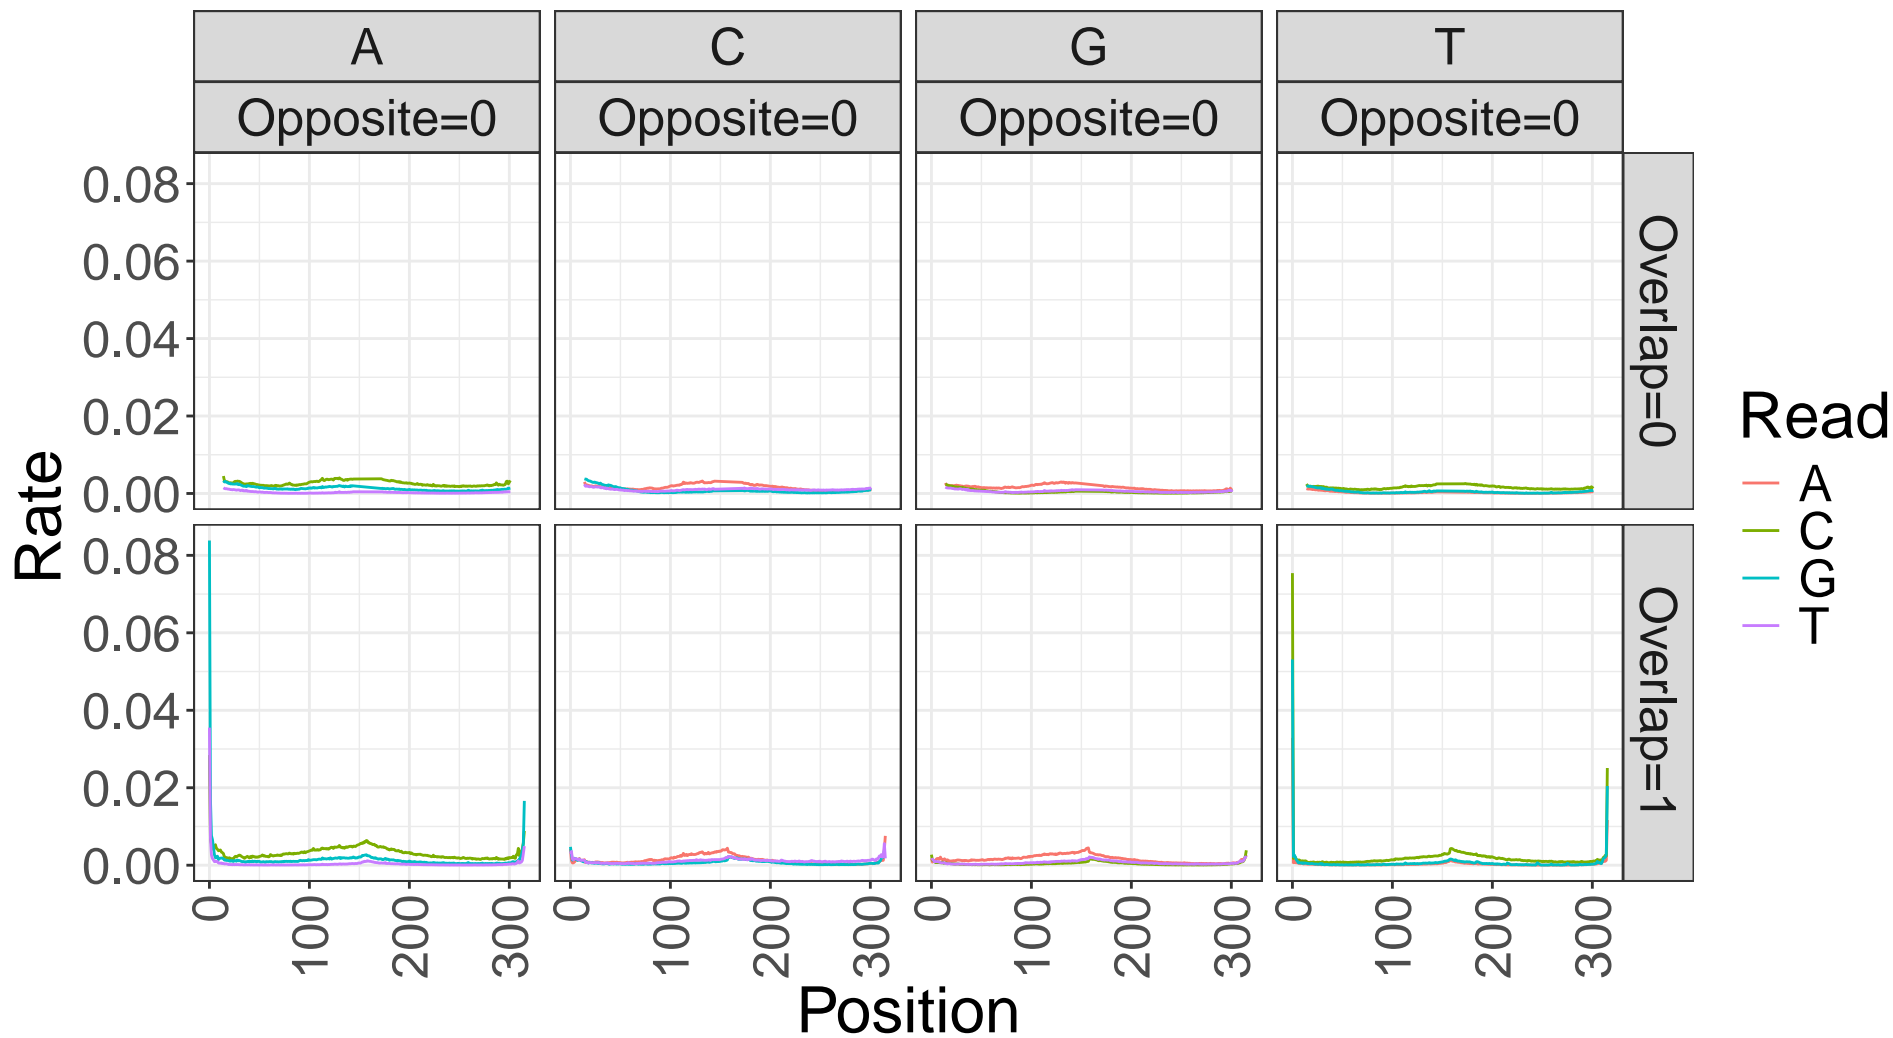 A C G T
Opposite=0 Opposite=0 Opposite=0 Opposite=0
0.08
0.06
0.04
0.02
0.00
Overlap=0
0.08
0.06
0.04
0.02
0.00
Overlap=1
Rate
0 100 200 300 0 100 200 300 0 100 200 300 0 100 200 300
Position
Read
A
C
G
T